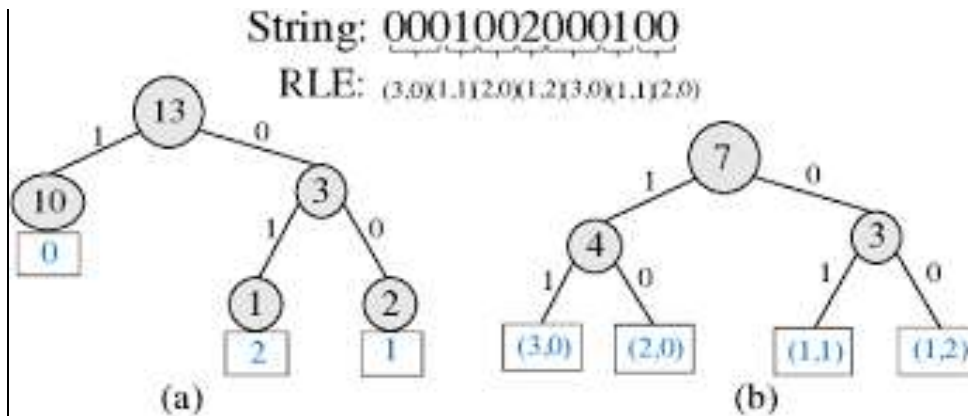 String: 0001002000100
RLE: (3,0)(1,1)(2,0)(1,2)(3,0)(1,1)(2,0)
13
1 0
10 3
0
1 0
1 2
2 1
(a)
7
1 0
4 3
1 0 1 0
(3,0) (2,0) (1,1) (1,2)
(b)